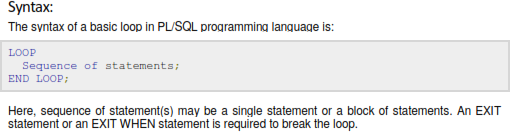 Syntax:
The syntax of a basic loop in PL/SQL programming language is:
LOOP
Sequence of statements;
END LOOP;
Here, sequence of statement(s) may be a single statement or a block of statements. An EXIT
statement or an EXIT WHEN statement is required to break the loop.